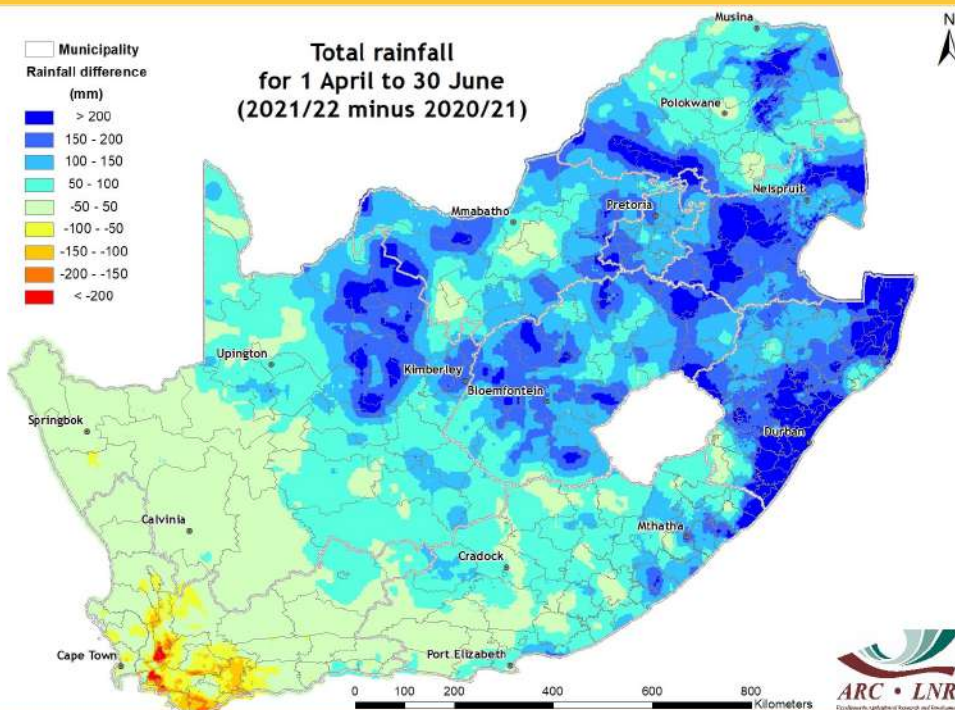 Total rainfall
for 1 April to 30 June
(2021/22 minus 2020/21)
N
Municipality
Rainfall difference
(mm)
> 200
150 - 200
100 - 150
50 - 100
-50 - 50
-100 - -50
-150 - -100
-200 - -150
< -200
Musina
Polokwane
Nelspruit
Pretoria
Mmabatho
Upington
Kimberley
Bloemfontein
Springbok
Durban
Calvinia
Mthatha
Cradock
Cape Town
Port Elizabeth
0 100 200 400 600 800
Kilometers
ARC • LNR